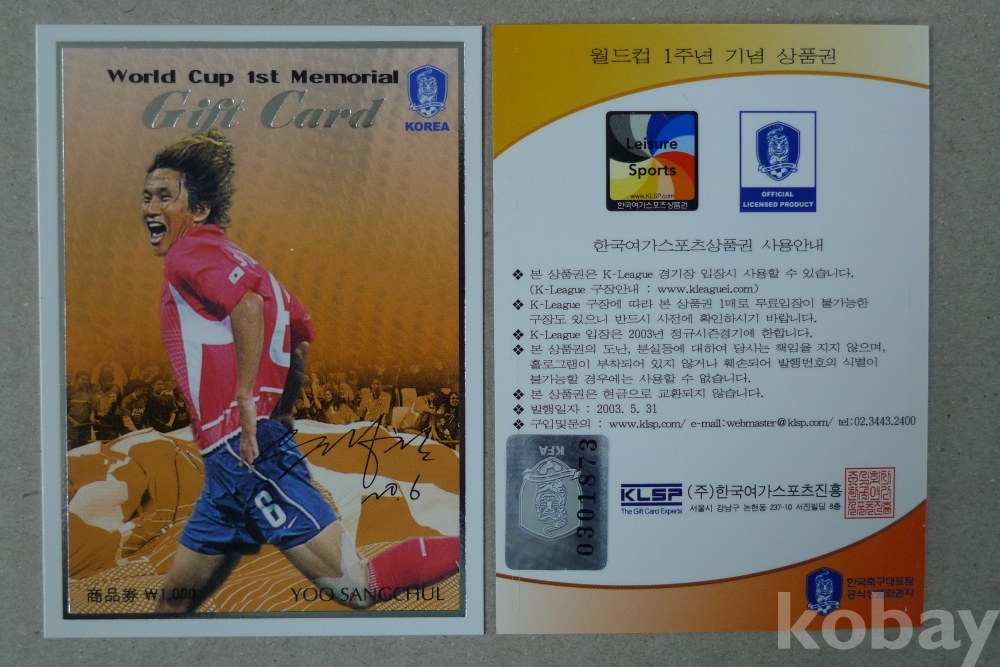 World Cup 1st Memorial
Gift Card
KOREA
6
No. 6
商品券 ₩1,000
YOO SANGCHUL
월드컵 1주년 기념 상품권
Leisure
Sports
www.KLSP.com
한국여가스포츠상품권
OFFICIAL
LICENSED PRODUCT
한국여가스포츠상품권 사용안내
❖ 본 상품권은 K-League 경기장 입장시 사용할 수 있습니다.
(K-League 구장안내 : www.kleaguei.com)
❖ K-League 구장에 따라 본 상품권 1매로 무료입장이 불가능한
구장도 있으니 반드시 사전에 확인하시기 바랍니다.
❖ K-League 입장은 2003년 정규시즌경기에 한합니다.
❖ 본 상품권의 도난, 분실등에 대하여 당사는 책임을 지지 않으며,
홀로그램이 부착되어 있지 않거나 훼손되어 발행번호의 식별이
불가능할 경우에는 사용할 수 없습니다.
❖ 본 상품권은 현금으로 교환되지 않습니다.
❖ 발행일자 : 2003. 5. 31
❖ 구입및문의 : www.klsp.com/ e-mail:webmaster@klsp.com/ tel:02.3443.2400
KFA
0301873
KLSP
The Gift Card Experts
(주)한국여가스포츠진흥
서울시 강남구 논현동 237-10 서진빌딩 8층
한국축구대표팀
kobay